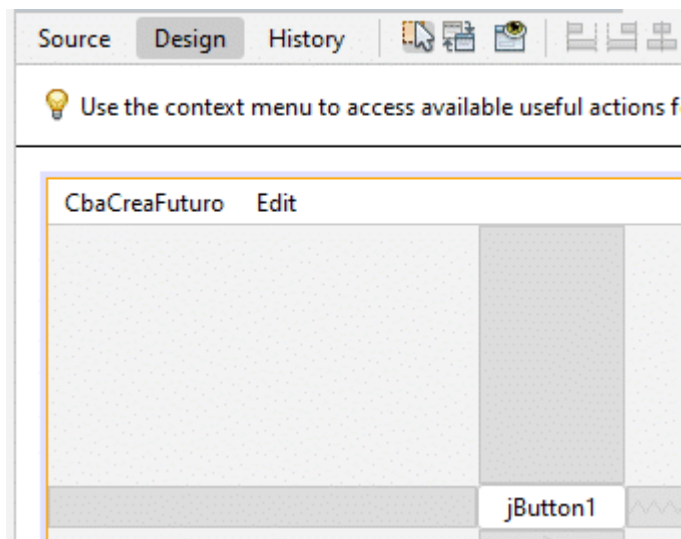 Source Design History
Use the context menu to access available useful actions
CbaCreaFuturo Edit
jButton1